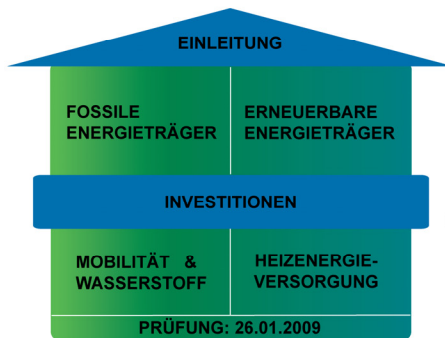 EINLEITUNG
FOSSILE
ENERGIETRÄGER
ERNEUERBARE
ENERGIETRÄGER
INVESTITIONEN
MOBILITÄT &
WASSERSTOFF
HEIZENERGIE-
VERSORGUNG
PRÜFUNG: 26.01.2009